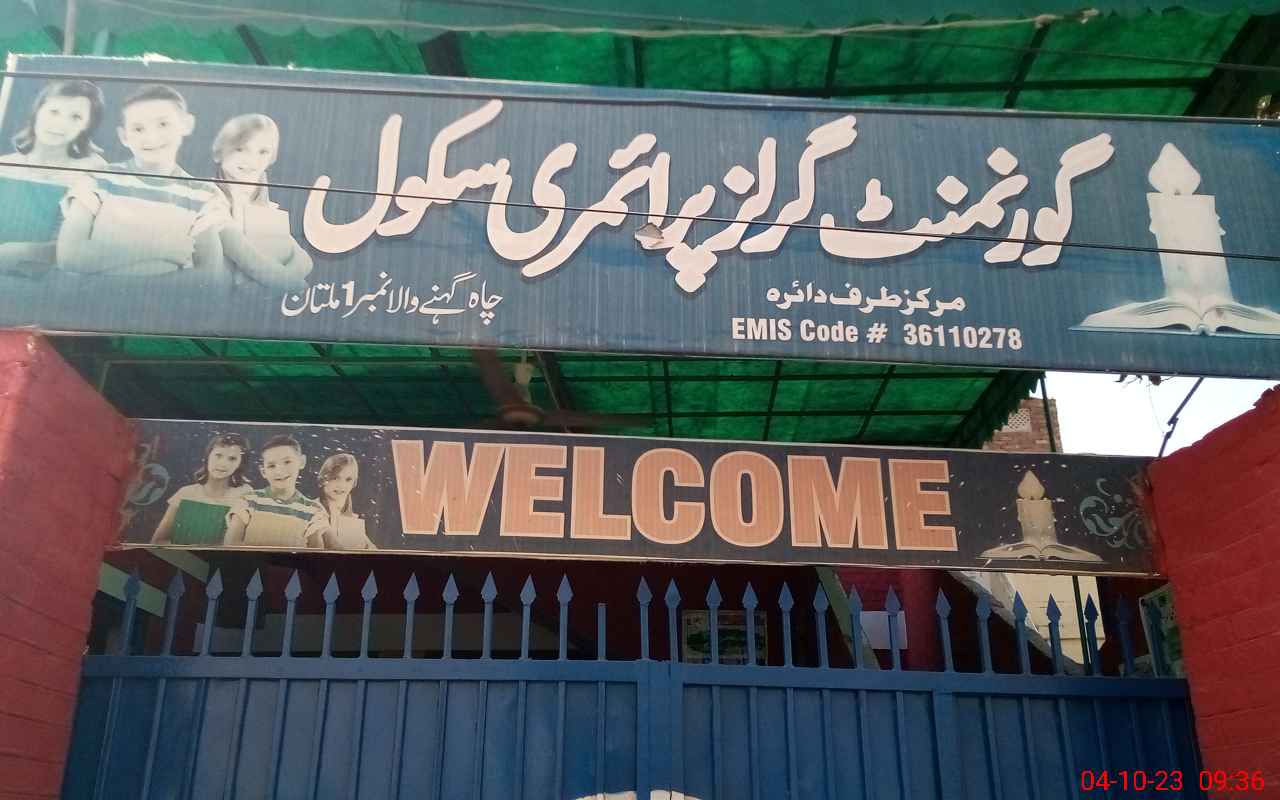 گورنمنٹ گرلز پرائمری سکول
مرکز طرف دائرہ
چاہ گہنے والا نمبر 1 ملتان
EMIS Code # 36110278
WELCOME
04-10-23 09:36